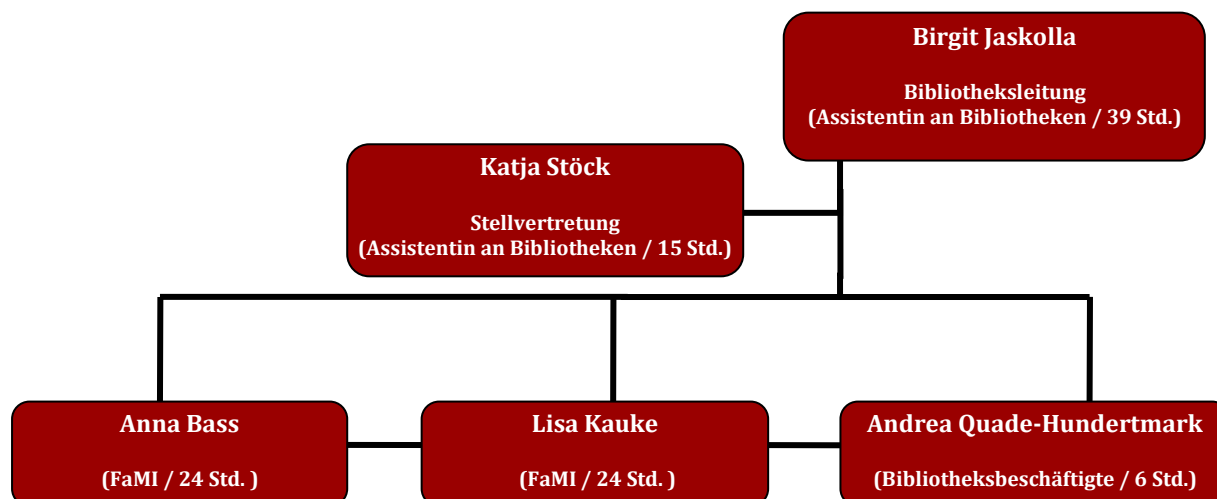 Birgit Jaskolla
Bibliotheksleitung
(Assistentin an Bibliotheken / 39 Std.)
Katja Stöck
Stellvertretung
(Assistentin an Bibliotheken / 15 Std.)
Anna Bass
(FaMI / 24 Std. )
Lisa Kauke
(FaMI / 24 Std. )
Andrea Quade-Hundertmark
(Bibliotheksbeschäftigte / 6 Std.)